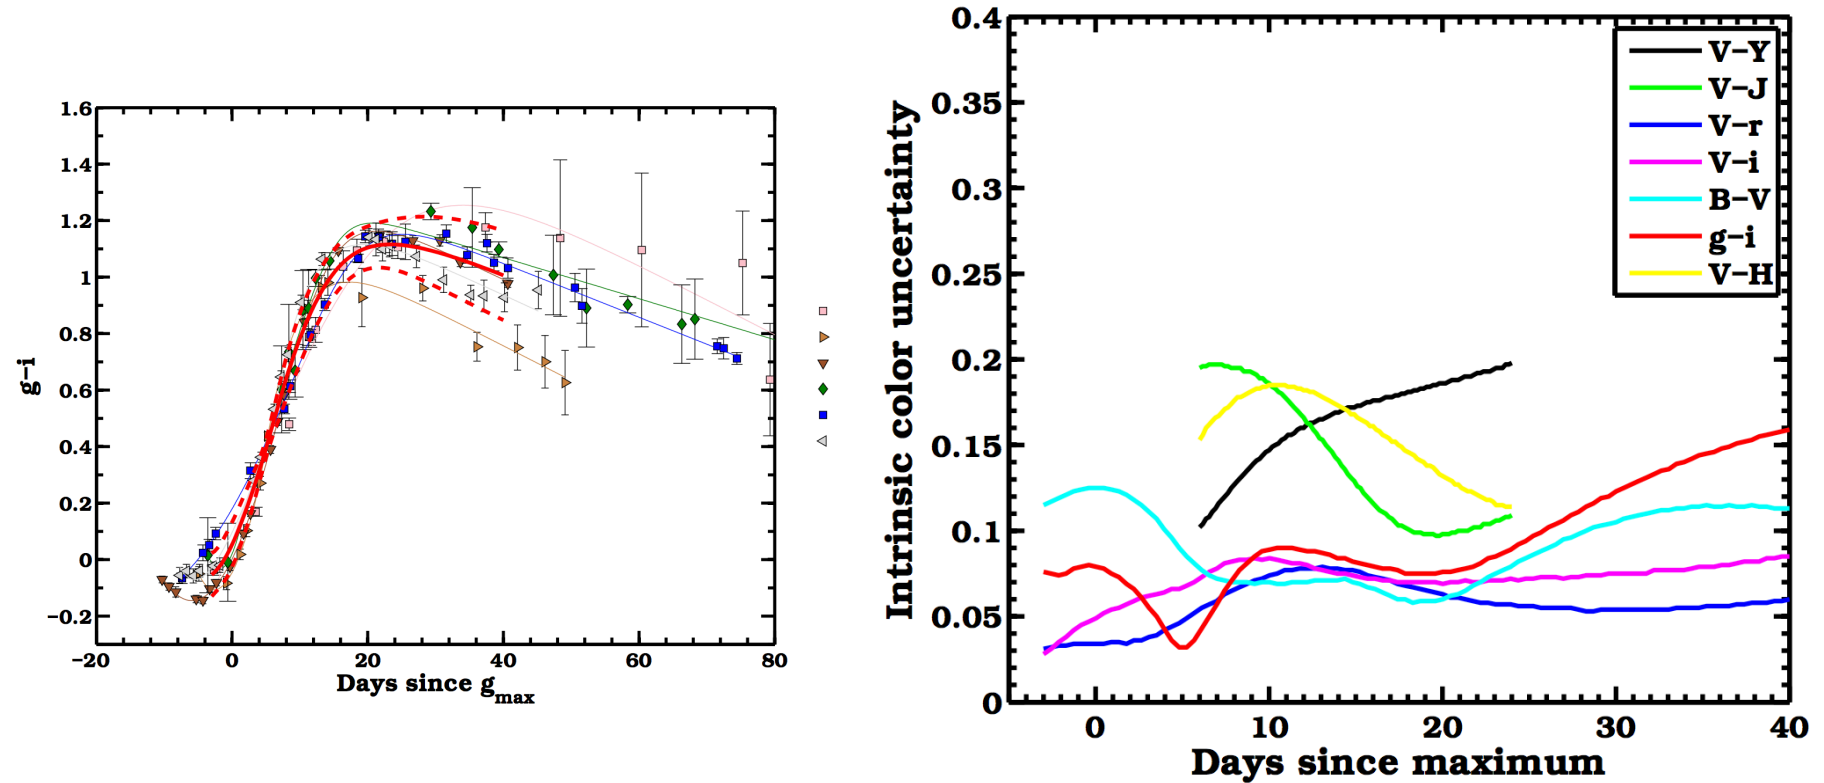 1.6
1.4
1.2
1
0.8
0.6
0.4
0.2
0
−0.2
g−i
−20 0 20 40 60 80
Days since gmax
0.4
0.35
0.3
0.25
0.2
0.15
0.1
0.05
0
Intrinsic color uncertainty
V−Y
V−J
V−r
V−i
B−V
g−i
V−H
0 10 20 30 40
Days since maximum